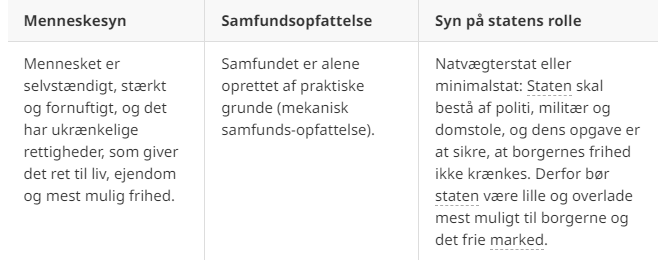 Menneskesyn
Samfundsopfattelse
Syn på statens rolle
Mennesket er
selvstændigt, stærkt
og fornuftigt, og det
har ukrænkelige
rettigheder, som giver
det ret til liv, ejendom
og mest mulig frihed.
Samfundet er alene
oprettet af praktiske
grunde (mekanisk
samfunds-opfattelse).
Natvægterstat eller
minimalstat: Staten skal
bestå af politi, militær og
domstole, og dens opgave er
at sikre, at borgernes frihed
ikke krænkes. Derfor bør
staten være lille og overlade
mest muligt til borgerne og
det frie marked.